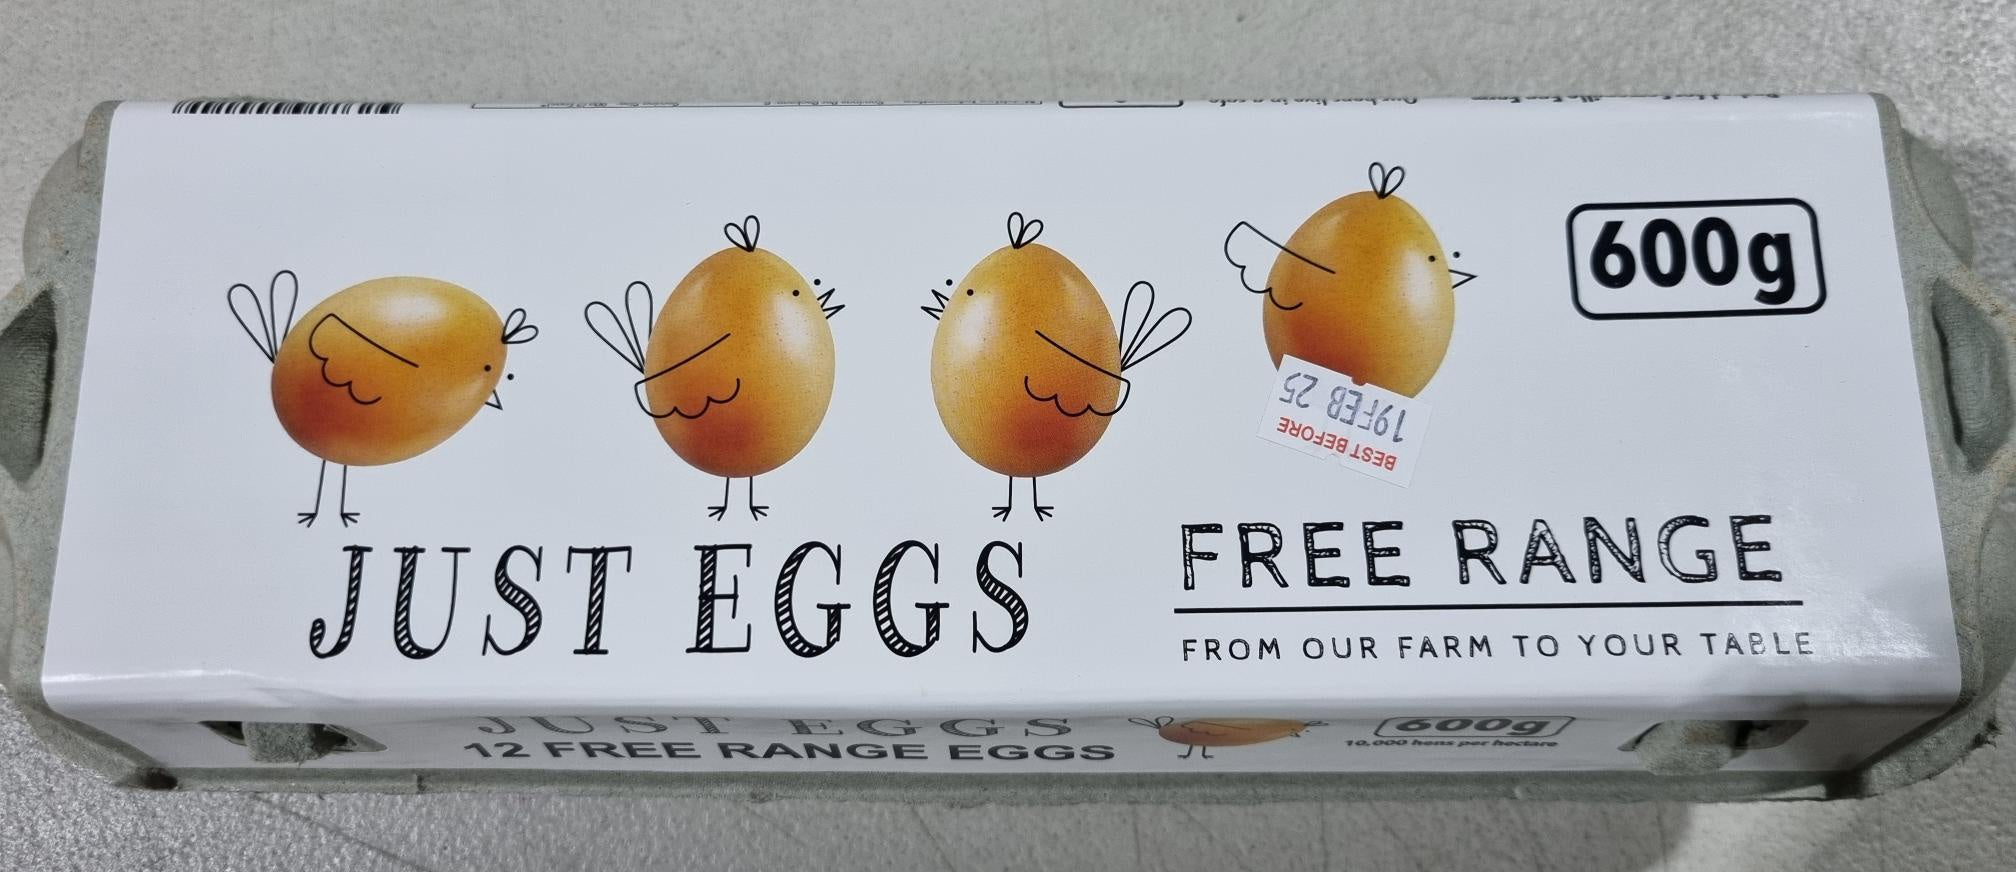 600g
BEST BEFORE
19FEB 25
JUST EGGS
FREE RANGE
FROM OUR FARM TO YOUR TABLE
JUST EGGS
12 FREE RANGE EGGS
600g
10,000 hens per hectare